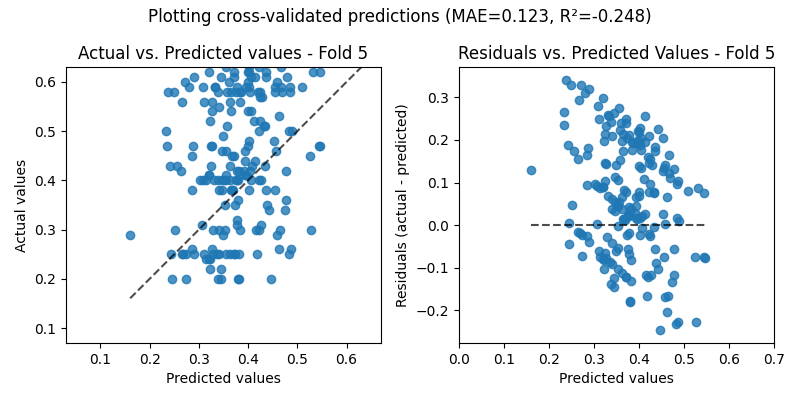 Plotting cross-validated predictions (MAE=0.123, R²=-0.248)
Actual vs. Predicted values - Fold 5
Actual values
0.6
0.5
0.4
0.3
0.2
0.1
0.1 0.2 0.3 0.4 0.5 0.6
Predicted values
Residuals vs. Predicted Values - Fold 5
Residuals (actual - predicted)
0.3
0.2
0.1
0.0
−0.1
−0.2
0.0 0.1 0.2 0.3 0.4 0.5 0.6 0.7
Predicted values